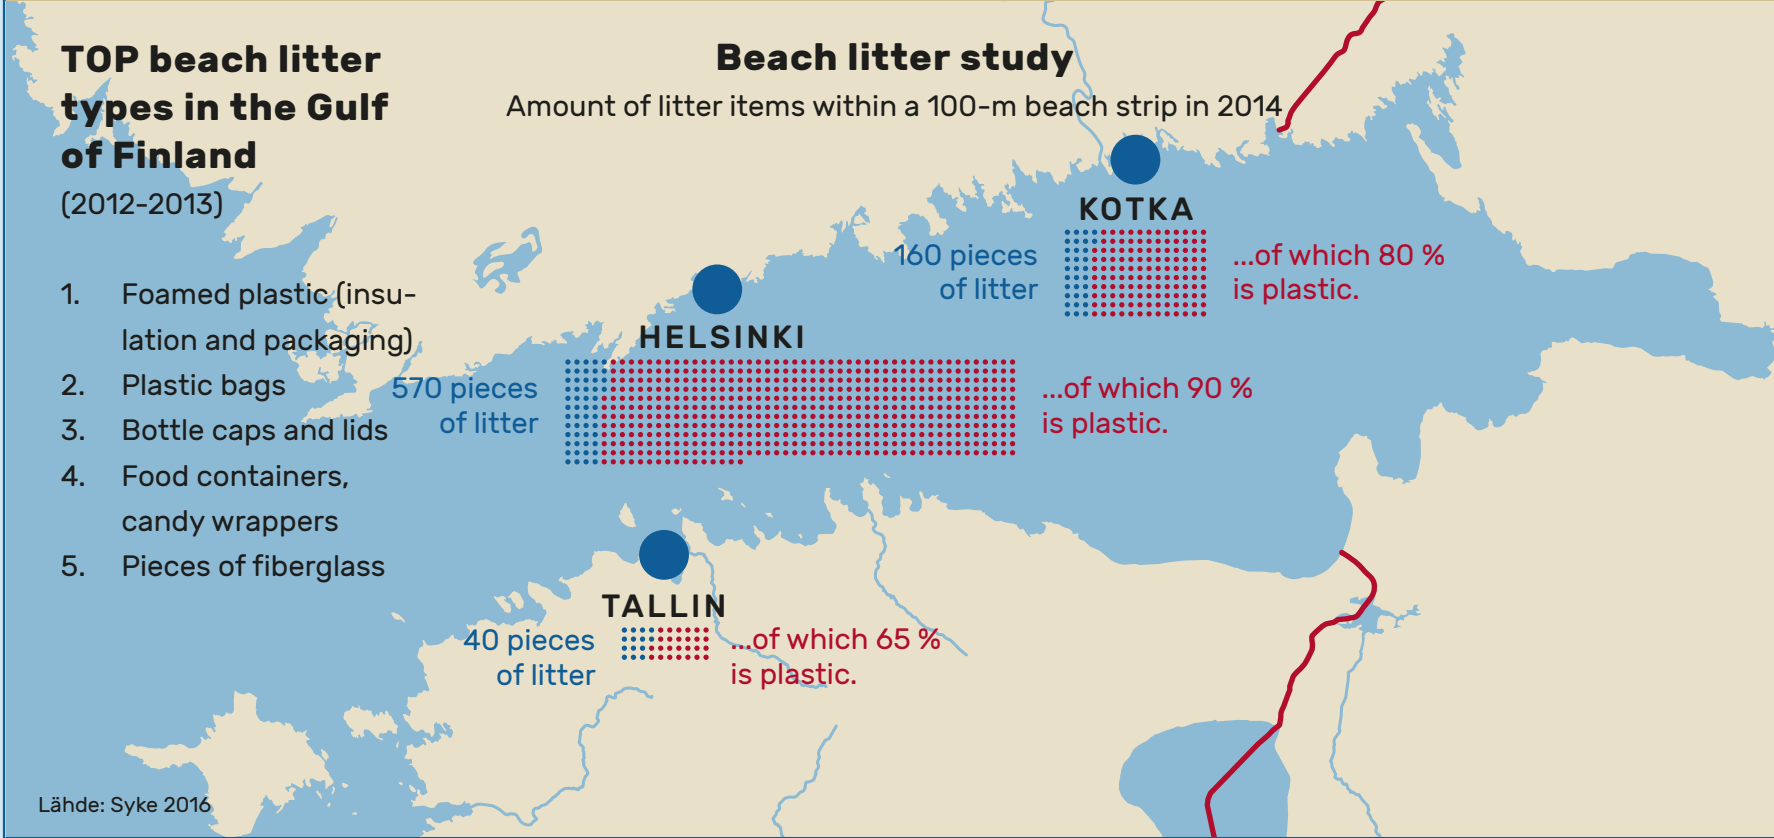 TOP beach litter
types in the Gulf
of Finland
(2012-2013)
1. Foamed plastic (insu-
lation and packaging)
2. Plastic bags
3. Bottle caps and lids
4. Food containers,
candy wrappers
5. Pieces of fiberglass
Beach litter study
Amount of litter items within a 100-m beach strip in 2014
KOTKA
160 pieces
of litter
...of which 80 %
is plastic.
HELSINKI
570 pieces
of litter
...of which 90 %
is plastic.
TALLIN
40 pieces
of litter
...of which 65 %
is plastic.
Lähde: Syke 2016